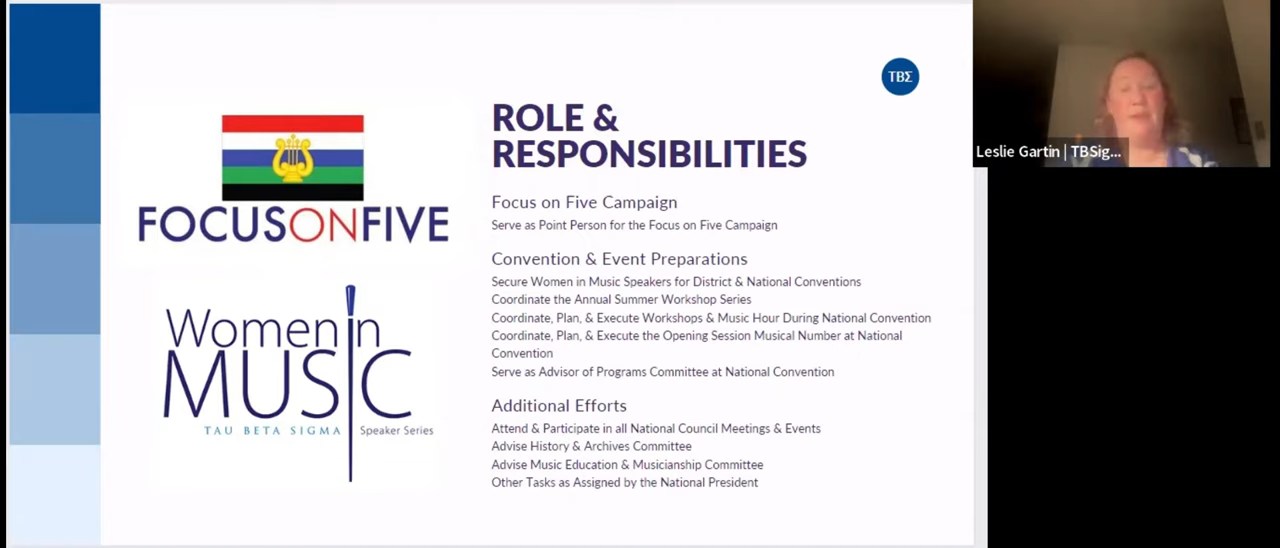 TBΣ
FOCUSONFIVE
Women in
MUSIC
TAU BETA SIGMA Speaker Series
ROLE &
RESPONSIBILITIES
Focus on Five Campaign
Serve as Point Person for the Focus on Five Campaign
Convention & Event Preparations
Secure Women in Music Speakers for District & National Conventions
Coordinate the Annual Summer Workshop Series
Coordinate, Plan, & Execute Workshops & Music Hour During National Convention
Coordinate, Plan, & Execute the Opening Session Musical Number at National
Convention
Serve as Advisor of Programs Committee at National Convention
Additional Efforts
Attend & Participate in all National Council Meetings & Events
Advise History & Archives Committee
Advise Music Education & Musicianship Committee
Other Tasks as Assigned by the National President
Leslie Gartin | TBSig...